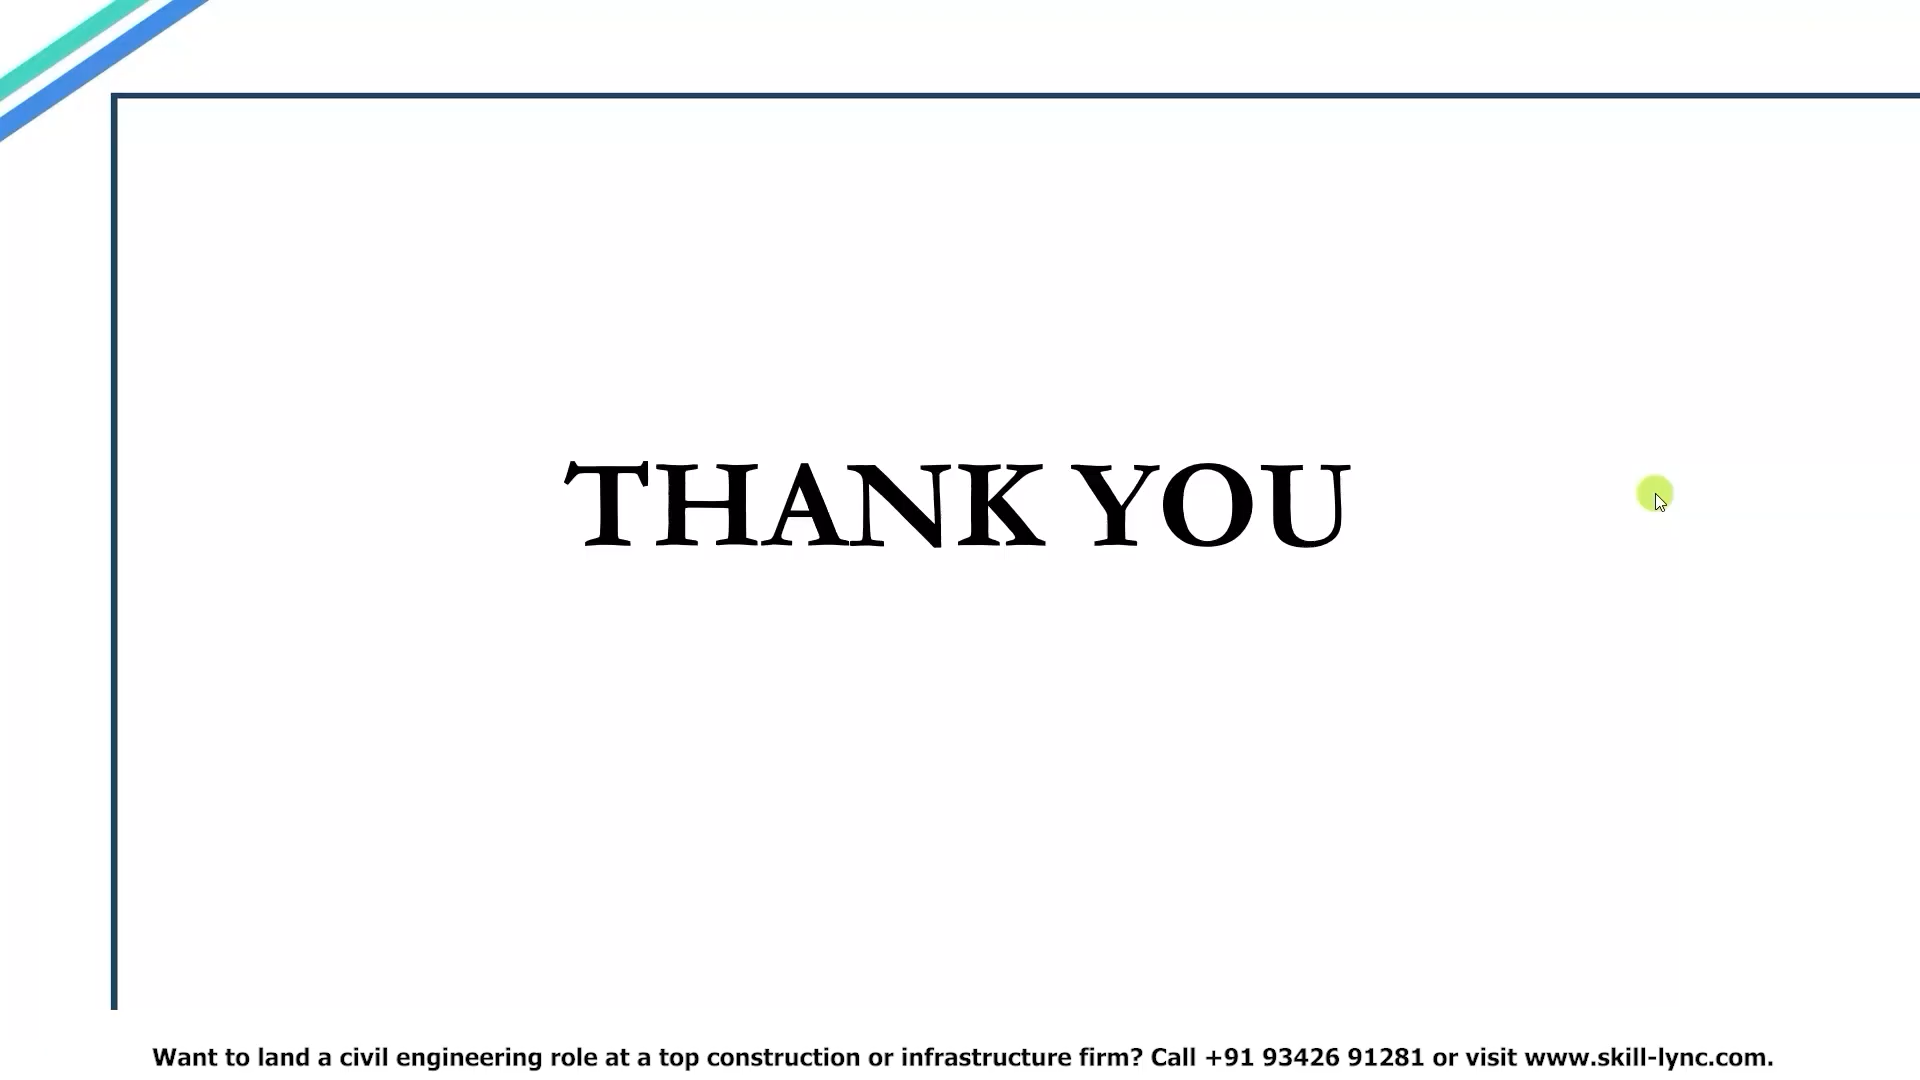 THANK YOU
Want to land a civil engineering role at a top construction or infrastructure firm? Call +91 93426 91281 or visit www.skill-lync.com.